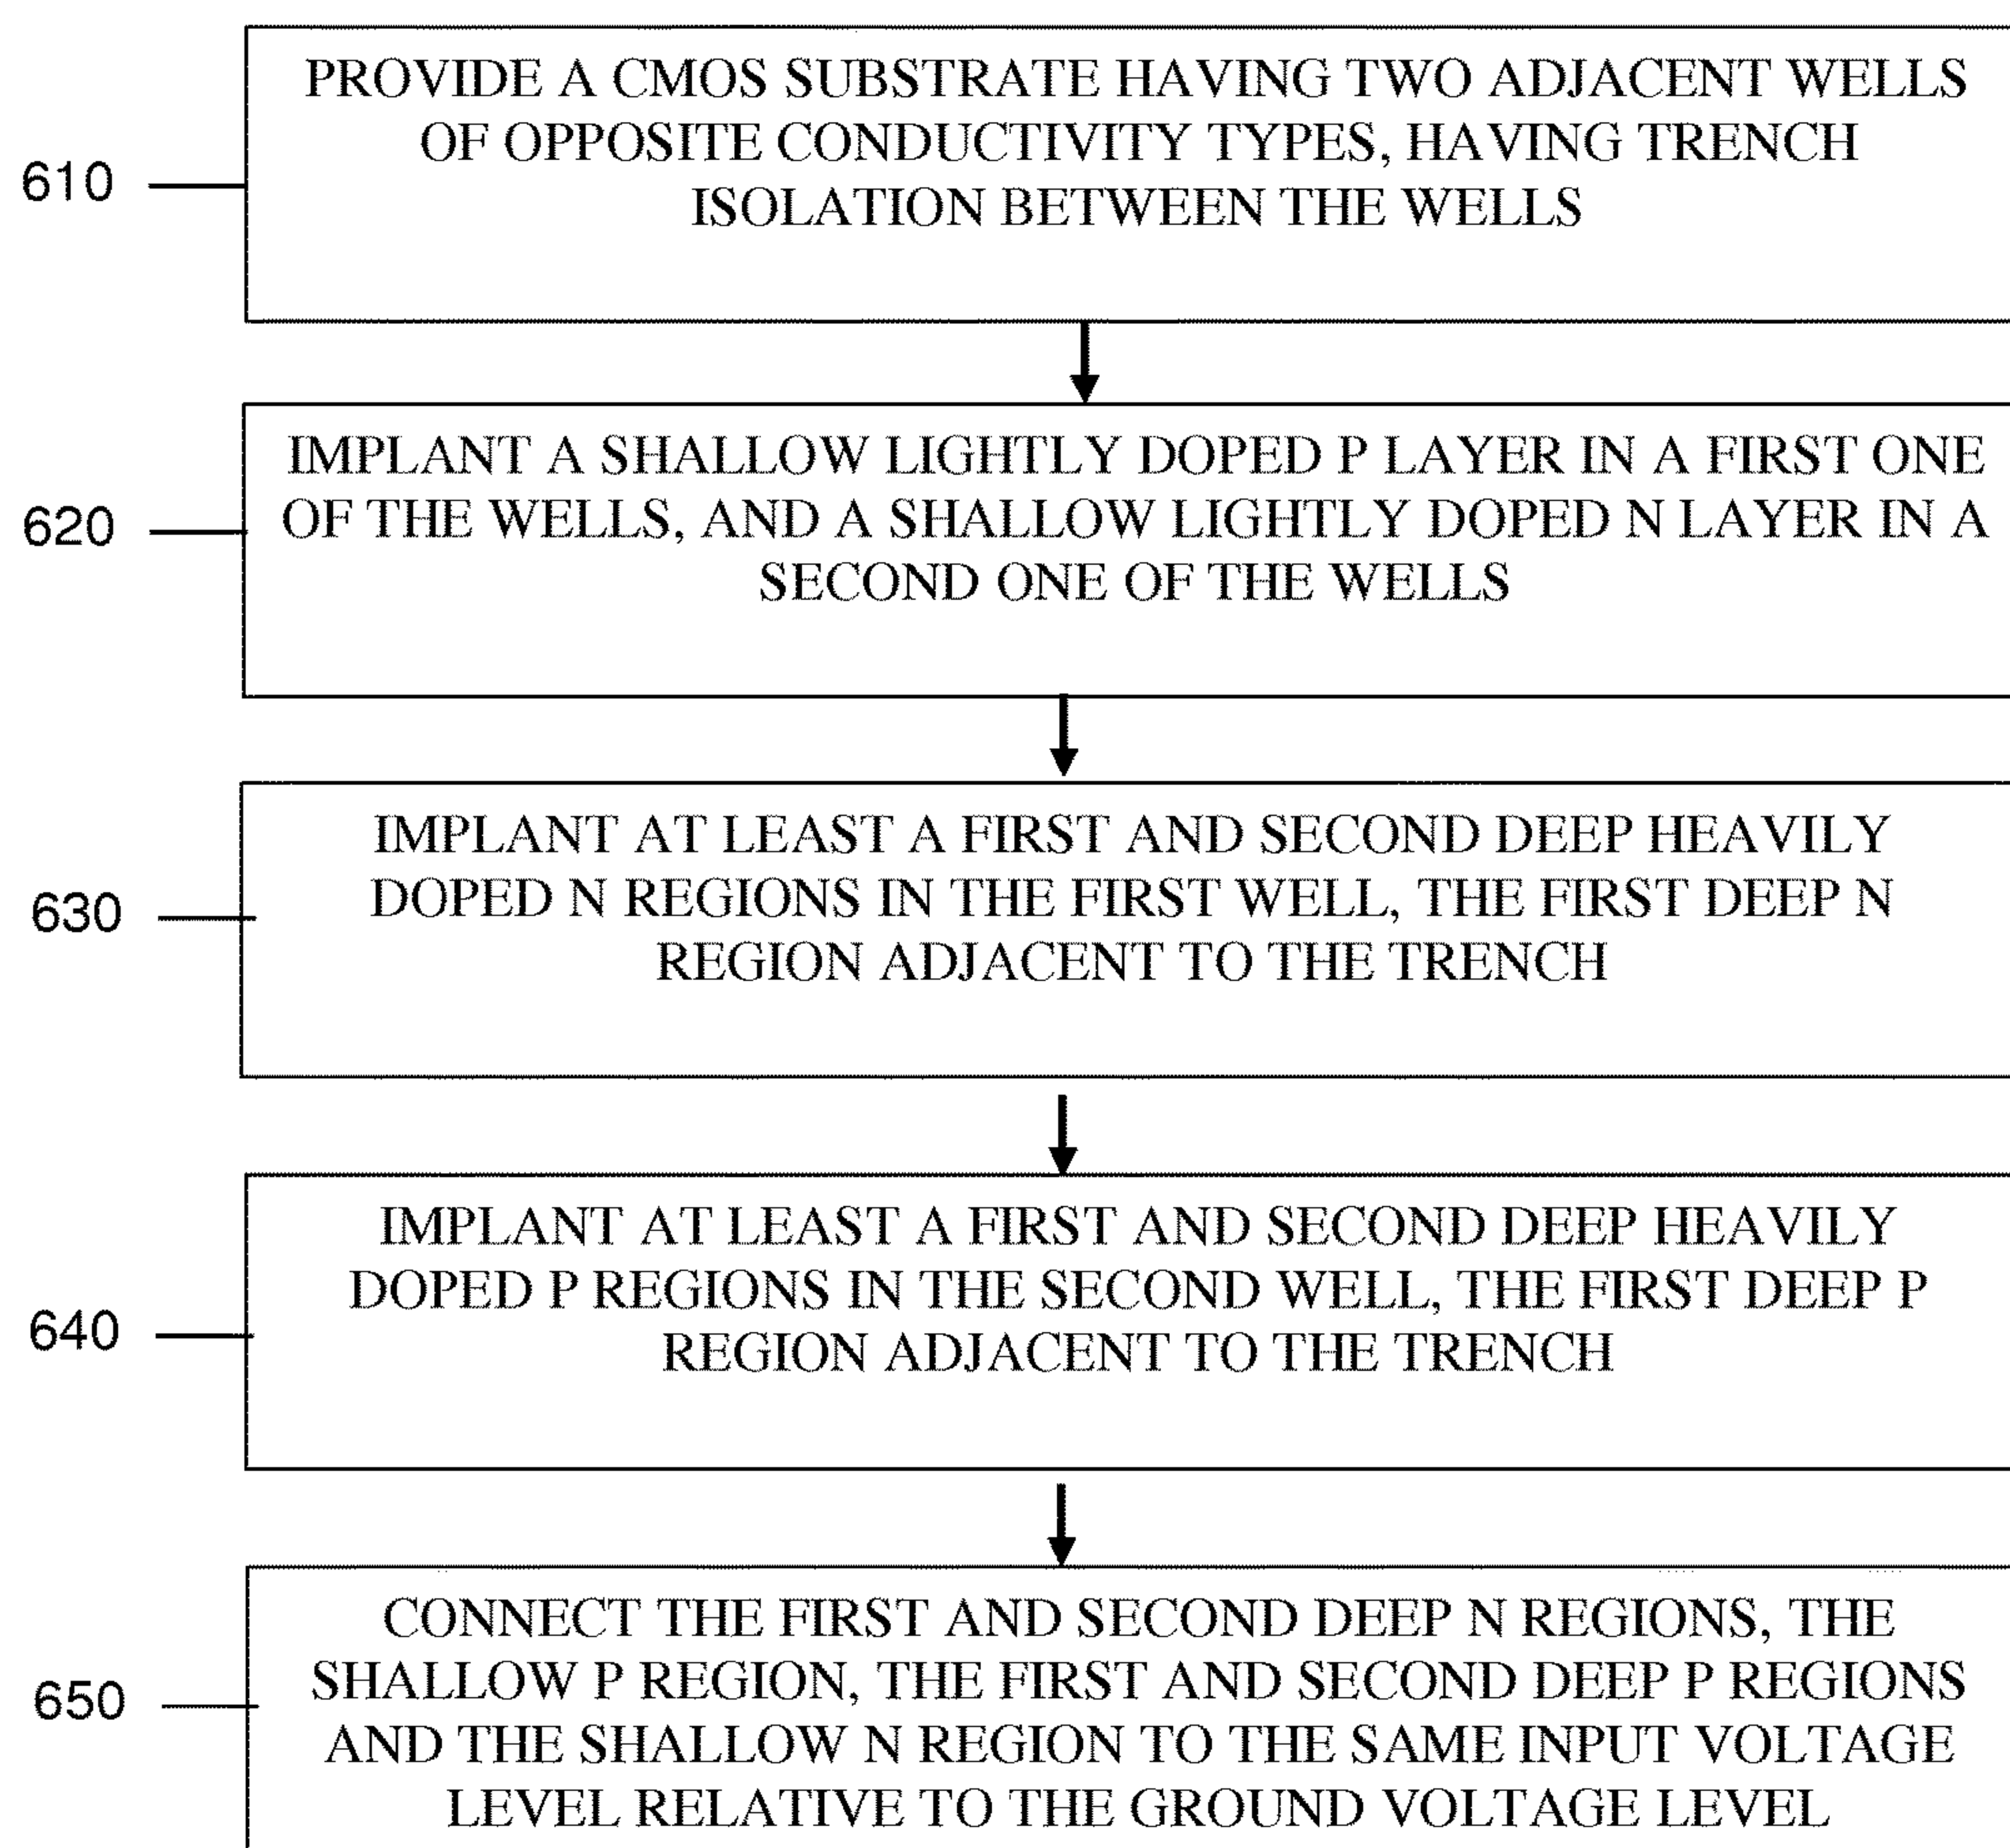 PROVIDE A CMOS SUBSTRATE HAVING TWO ADJACENT WELLS
OF OPPOSITE CONDUCTIVITY TYPES, HAVING TRENCH
ISOLATION BETWEEN THE WELLS
610
IMPLANT A SHALLOW LIGHTLY DOPED P LAYER IN A FIRST ONE
OF THE WELLS, AND A SHALLOW LIGHTLY DOPED N LAYER IN A
SECOND ONE OF THE WELLS
620
IMPLANT AT LEAST A FIRST AND SECOND DEEP HEAVILY
DOPED N REGIONS IN THE FIRST WELL, THE FIRST DEEP N
REGION ADJACENT TO THE TRENCH
630
IMPLANT AT LEAST A FIRST AND SECOND DEEP HEAVILY
DOPED P REGIONS IN THE SECOND WELL, THE FIRST DEEP P
REGION ADJACENT TO THE TRENCH
640
CONNECT THE FIRST AND SECOND DEEP N REGIONS, THE
SHALLOW P REGION, THE FIRST AND SECOND DEEP P REGIONS
AND THE SHALLOW N REGION TO THE SAME INPUT VOLTAGE
LEVEL RELATIVE TO THE GROUND VOLTAGE LEVEL
650